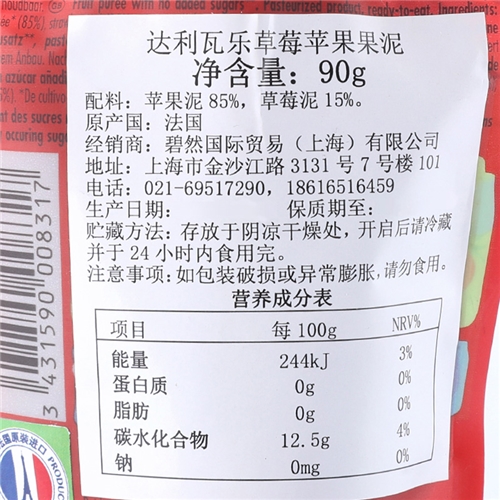 Fruit purée with no added sugars
Pasteurized product, ready-to-eat. Ingredients:
达利瓦乐草莓苹果果泥
净含量：90g
配料：苹果泥 85%，草莓泥 15%。
原产国：法国
经销商：碧然国际贸易（上海）有限公司
地址：上海市金沙江路 3131 号 7 号楼 101
电话：021-69517290，18616516459
生产日期： 保质期至：
贮藏方法：存放于阴凉干燥处，开启后请冷藏
并于 24 小时内食用完。
注意事项：如包装破损或异常膨胀，请勿食用。
营养成分表
项目 每 100g NRV%
能量 244kJ 3%
蛋白质 0g 0%
脂肪 0g 0%
碳水化合物 12.5g 4%
钠 0mg 0%
3 431590 008317
国原装进口